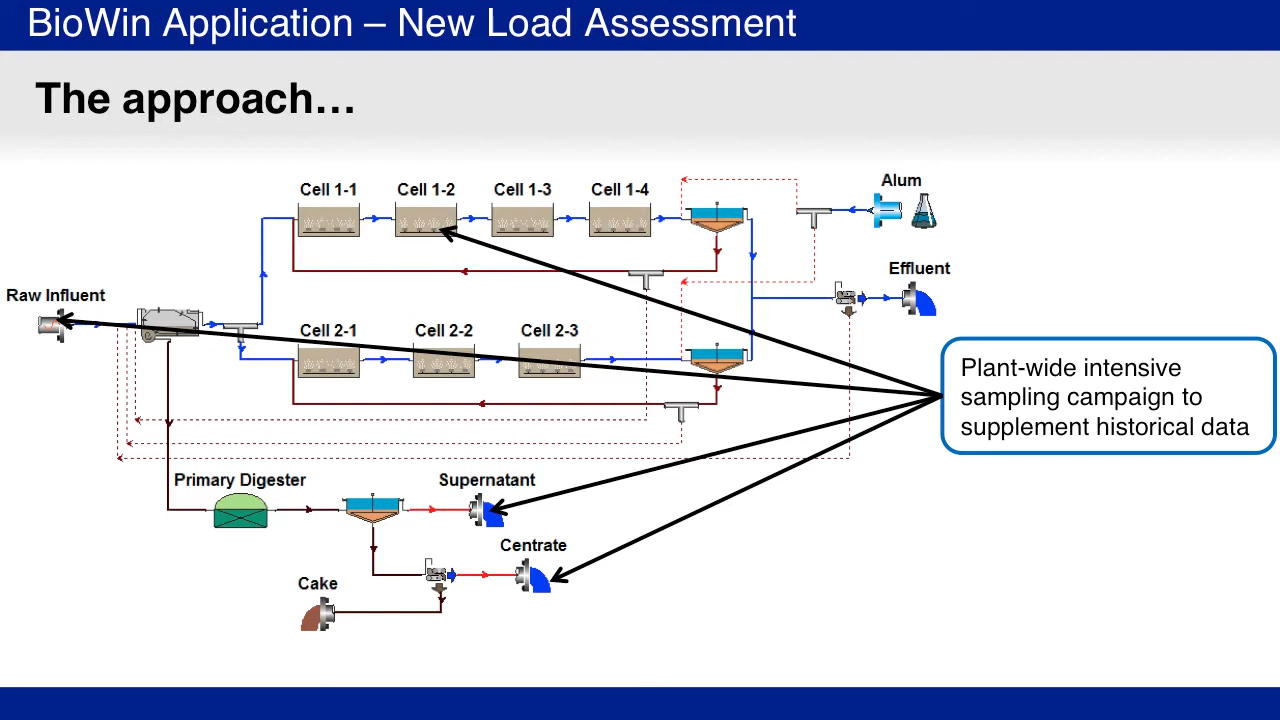 BioWin Application – New Load Assessment
The approach…
Cell 1-1 Cell 1-2 Cell 1-3 Cell 1-4
Alum
Effluent
Raw Influent
Cell 2-1 Cell 2-2 Cell 2-3
Plant-wide intensive
sampling campaign to
supplement historical data
Primary Digester
Supernatant
Centrate
Cake